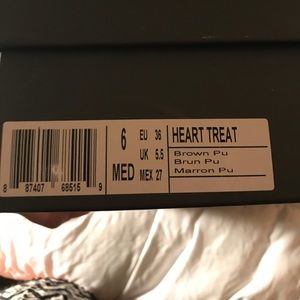 6 EU 36 HEART TREAT
UK 5.5 Brown Pu
Brun Pu
MED MEX 27 Marron Pu
8 87407 68515 9